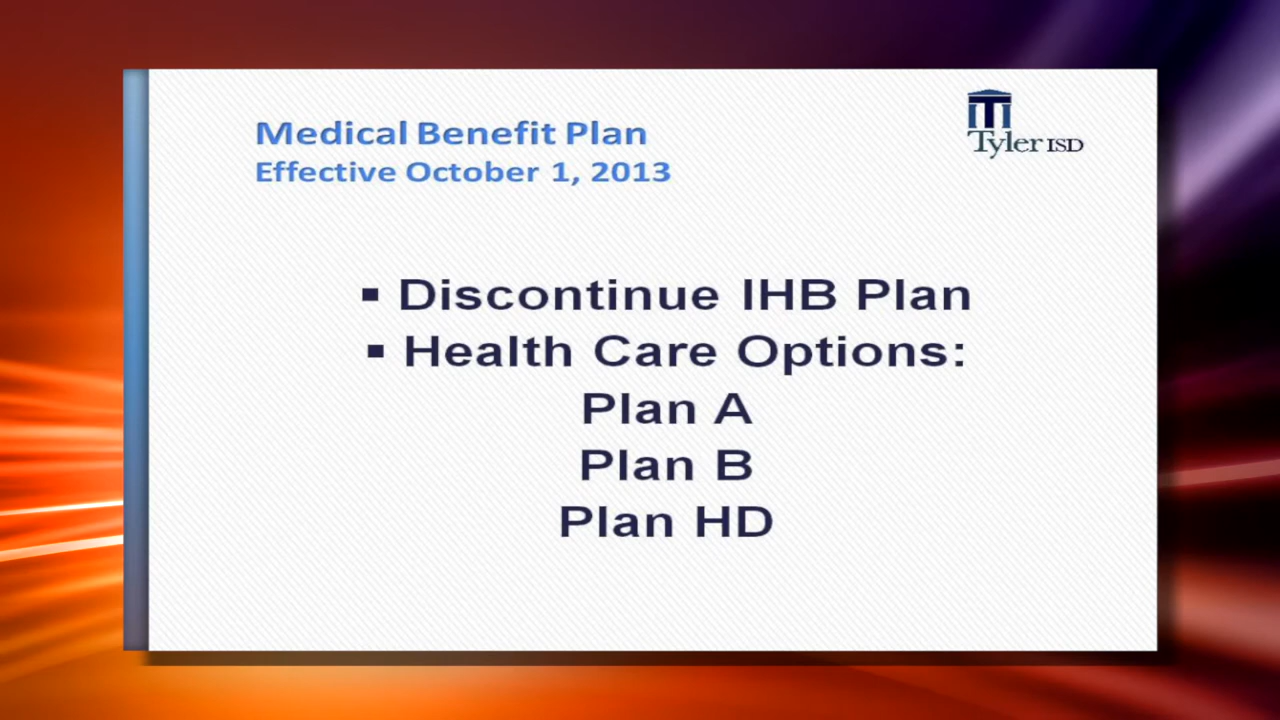 Medical Benefit Plan
Effective October 1, 2013
Tyler ISD
▪ Discontinue IHB Plan
▪ Health Care Options:
Plan A
Plan B
Plan HD